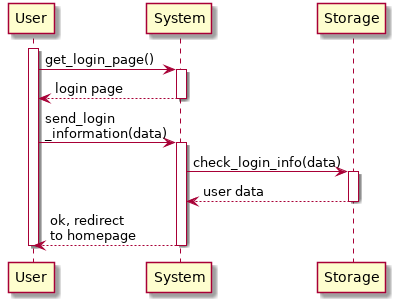 User
System
Storage
get_login_page()
login page
send_login
_information(data)
check_login_info(data)
user data
ok, redirect
to homepage
User
System
Storage